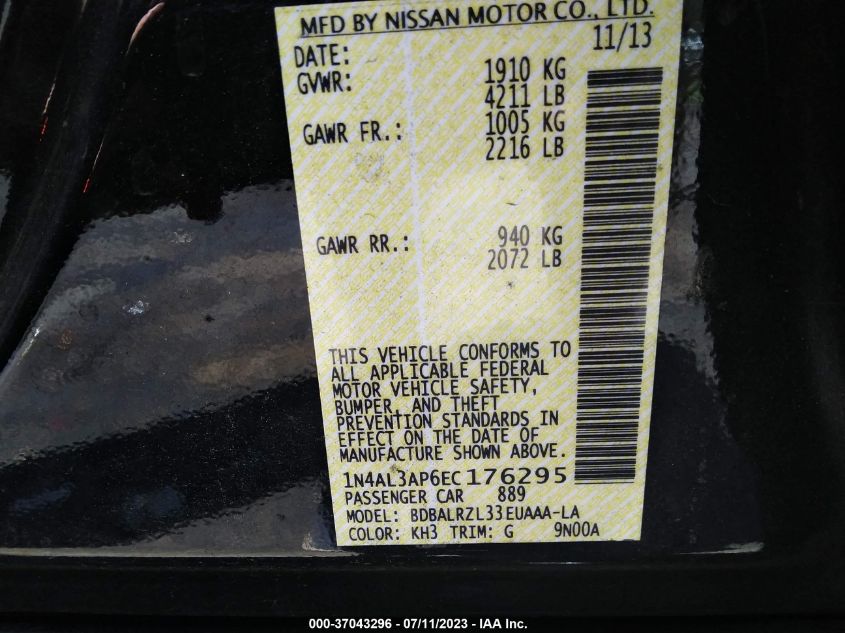 MFD BY NISSAN MOTOR CO., LTD.
DATE: 11/13
GVWR: 1910 KG
4211 LB
GAWR FR.: 1005 KG
2216 LB
GAWR RR.: 940 KG
2072 LB
THIS VEHICLE CONFORMS TO
ALL APPLICABLE FEDERAL
MOTOR VEHICLE SAFETY,
BUMPER, AND THEFT
PREVENTION STANDARDS IN
EFFECT ON THE DATE OF
MANUFACTURE SHOWN ABOVE.
1N4AL3AP6EC176295
PASSENGER CAR 889
MODEL: BDBALRZL33EUAAA-LA
COLOR: KH3 TRIM: G 9N00A
000-37043296 - 07/11/2023 - IAA Inc.